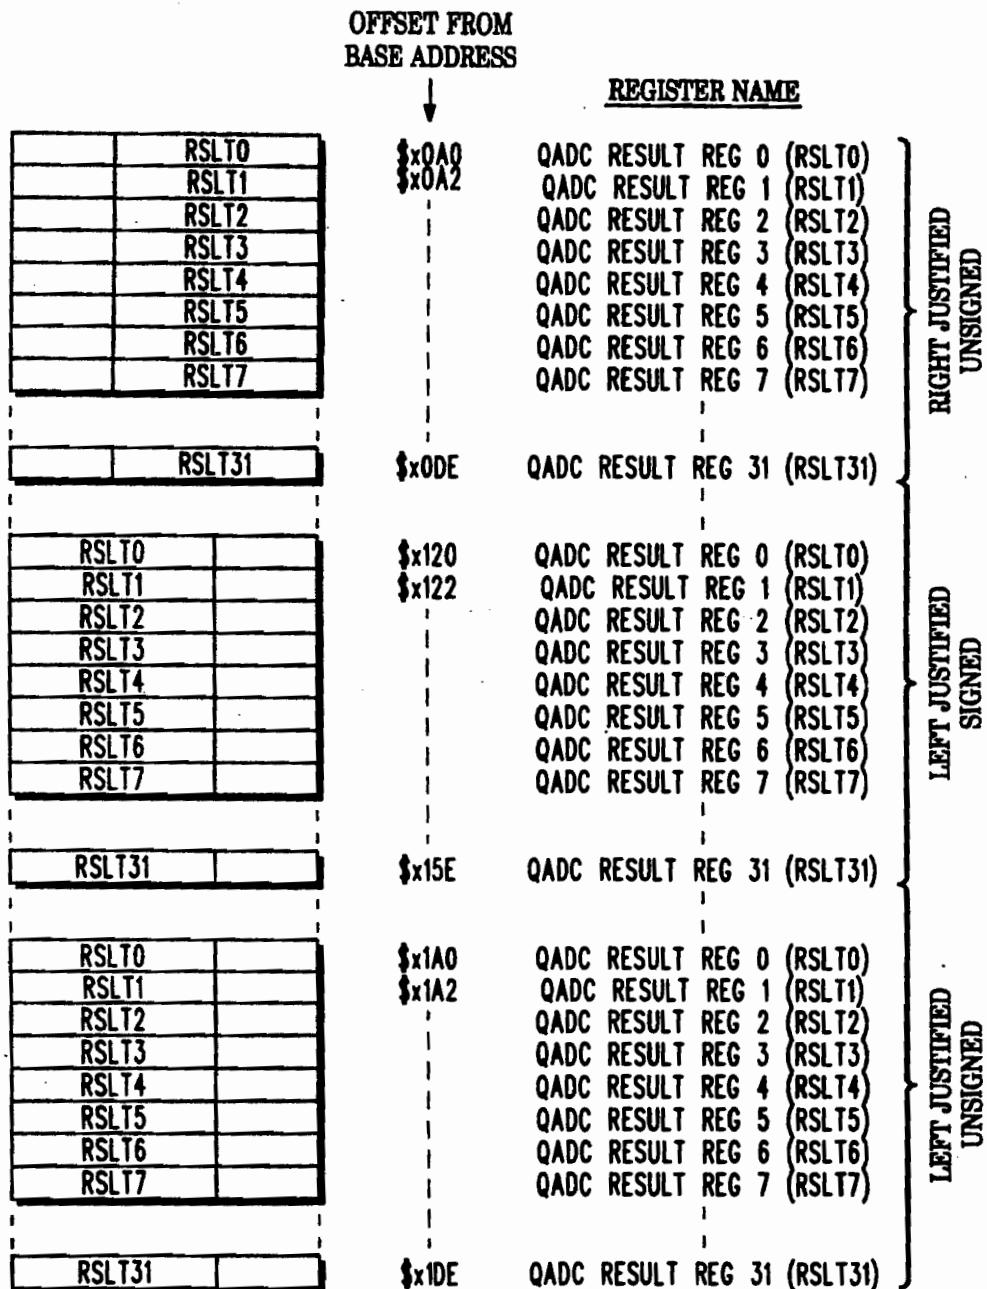 OFFSET FROM
BASE ADDRESS
REGISTER NAME
RSLT0 $x0A0 QADC RESULT REG 0 (RSLT0)
RSLT1 $x0A2 QADC RESULT REG 1 (RSLT1)
RSLT2 QADC RESULT REG 2 (RSLT2)
RSLT3 QADC RESULT REG 3 (RSLT3)
RSLT4 QADC RESULT REG 4 (RSLT4)
RSLT5 QADC RESULT REG 5 (RSLT5)
RSLT6 QADC RESULT REG 6 (RSLT6)
RSLT7 QADC RESULT REG 7 (RSLT7)
RSLT31 $x0DE QADC RESULT REG 31 (RSLT31)
RIGHT JUSTIFIED
UNSIGNED
RSLT0 $x120 QADC RESULT REG 0 (RSLT0)
RSLT1 $x122 QADC RESULT REG 1 (RSLT1)
RSLT2 QADC RESULT REG 2 (RSLT2)
RSLT3 QADC RESULT REG 3 (RSLT3)
RSLT4 QADC RESULT REG 4 (RSLT4)
RSLT5 QADC RESULT REG 5 (RSLT5)
RSLT6 QADC RESULT REG 6 (RSLT6)
RSLT7 QADC RESULT REG 7 (RSLT7)
RSLT31 $x15E QADC RESULT REG 31 (RSLT31)
LEFT JUSTIFIED
SIGNED
RSLT0 $x1A0 QADC RESULT REG 0 (RSLT0)
RSLT1 $x1A2 QADC RESULT REG 1 (RSLT1)
RSLT2 QADC RESULT REG 2 (RSLT2)
RSLT3 QADC RESULT REG 3 (RSLT3)
RSLT4 QADC RESULT REG 4 (RSLT4)
RSLT5 QADC RESULT REG 5 (RSLT5)
RSLT6 QADC RESULT REG 6 (RSLT6)
RSLT7 QADC RESULT REG 7 (RSLT7)
RSLT31 $x1DE QADC RESULT REG 31 (RSLT31)
LEFT JUSTIFIED
UNSIGNED